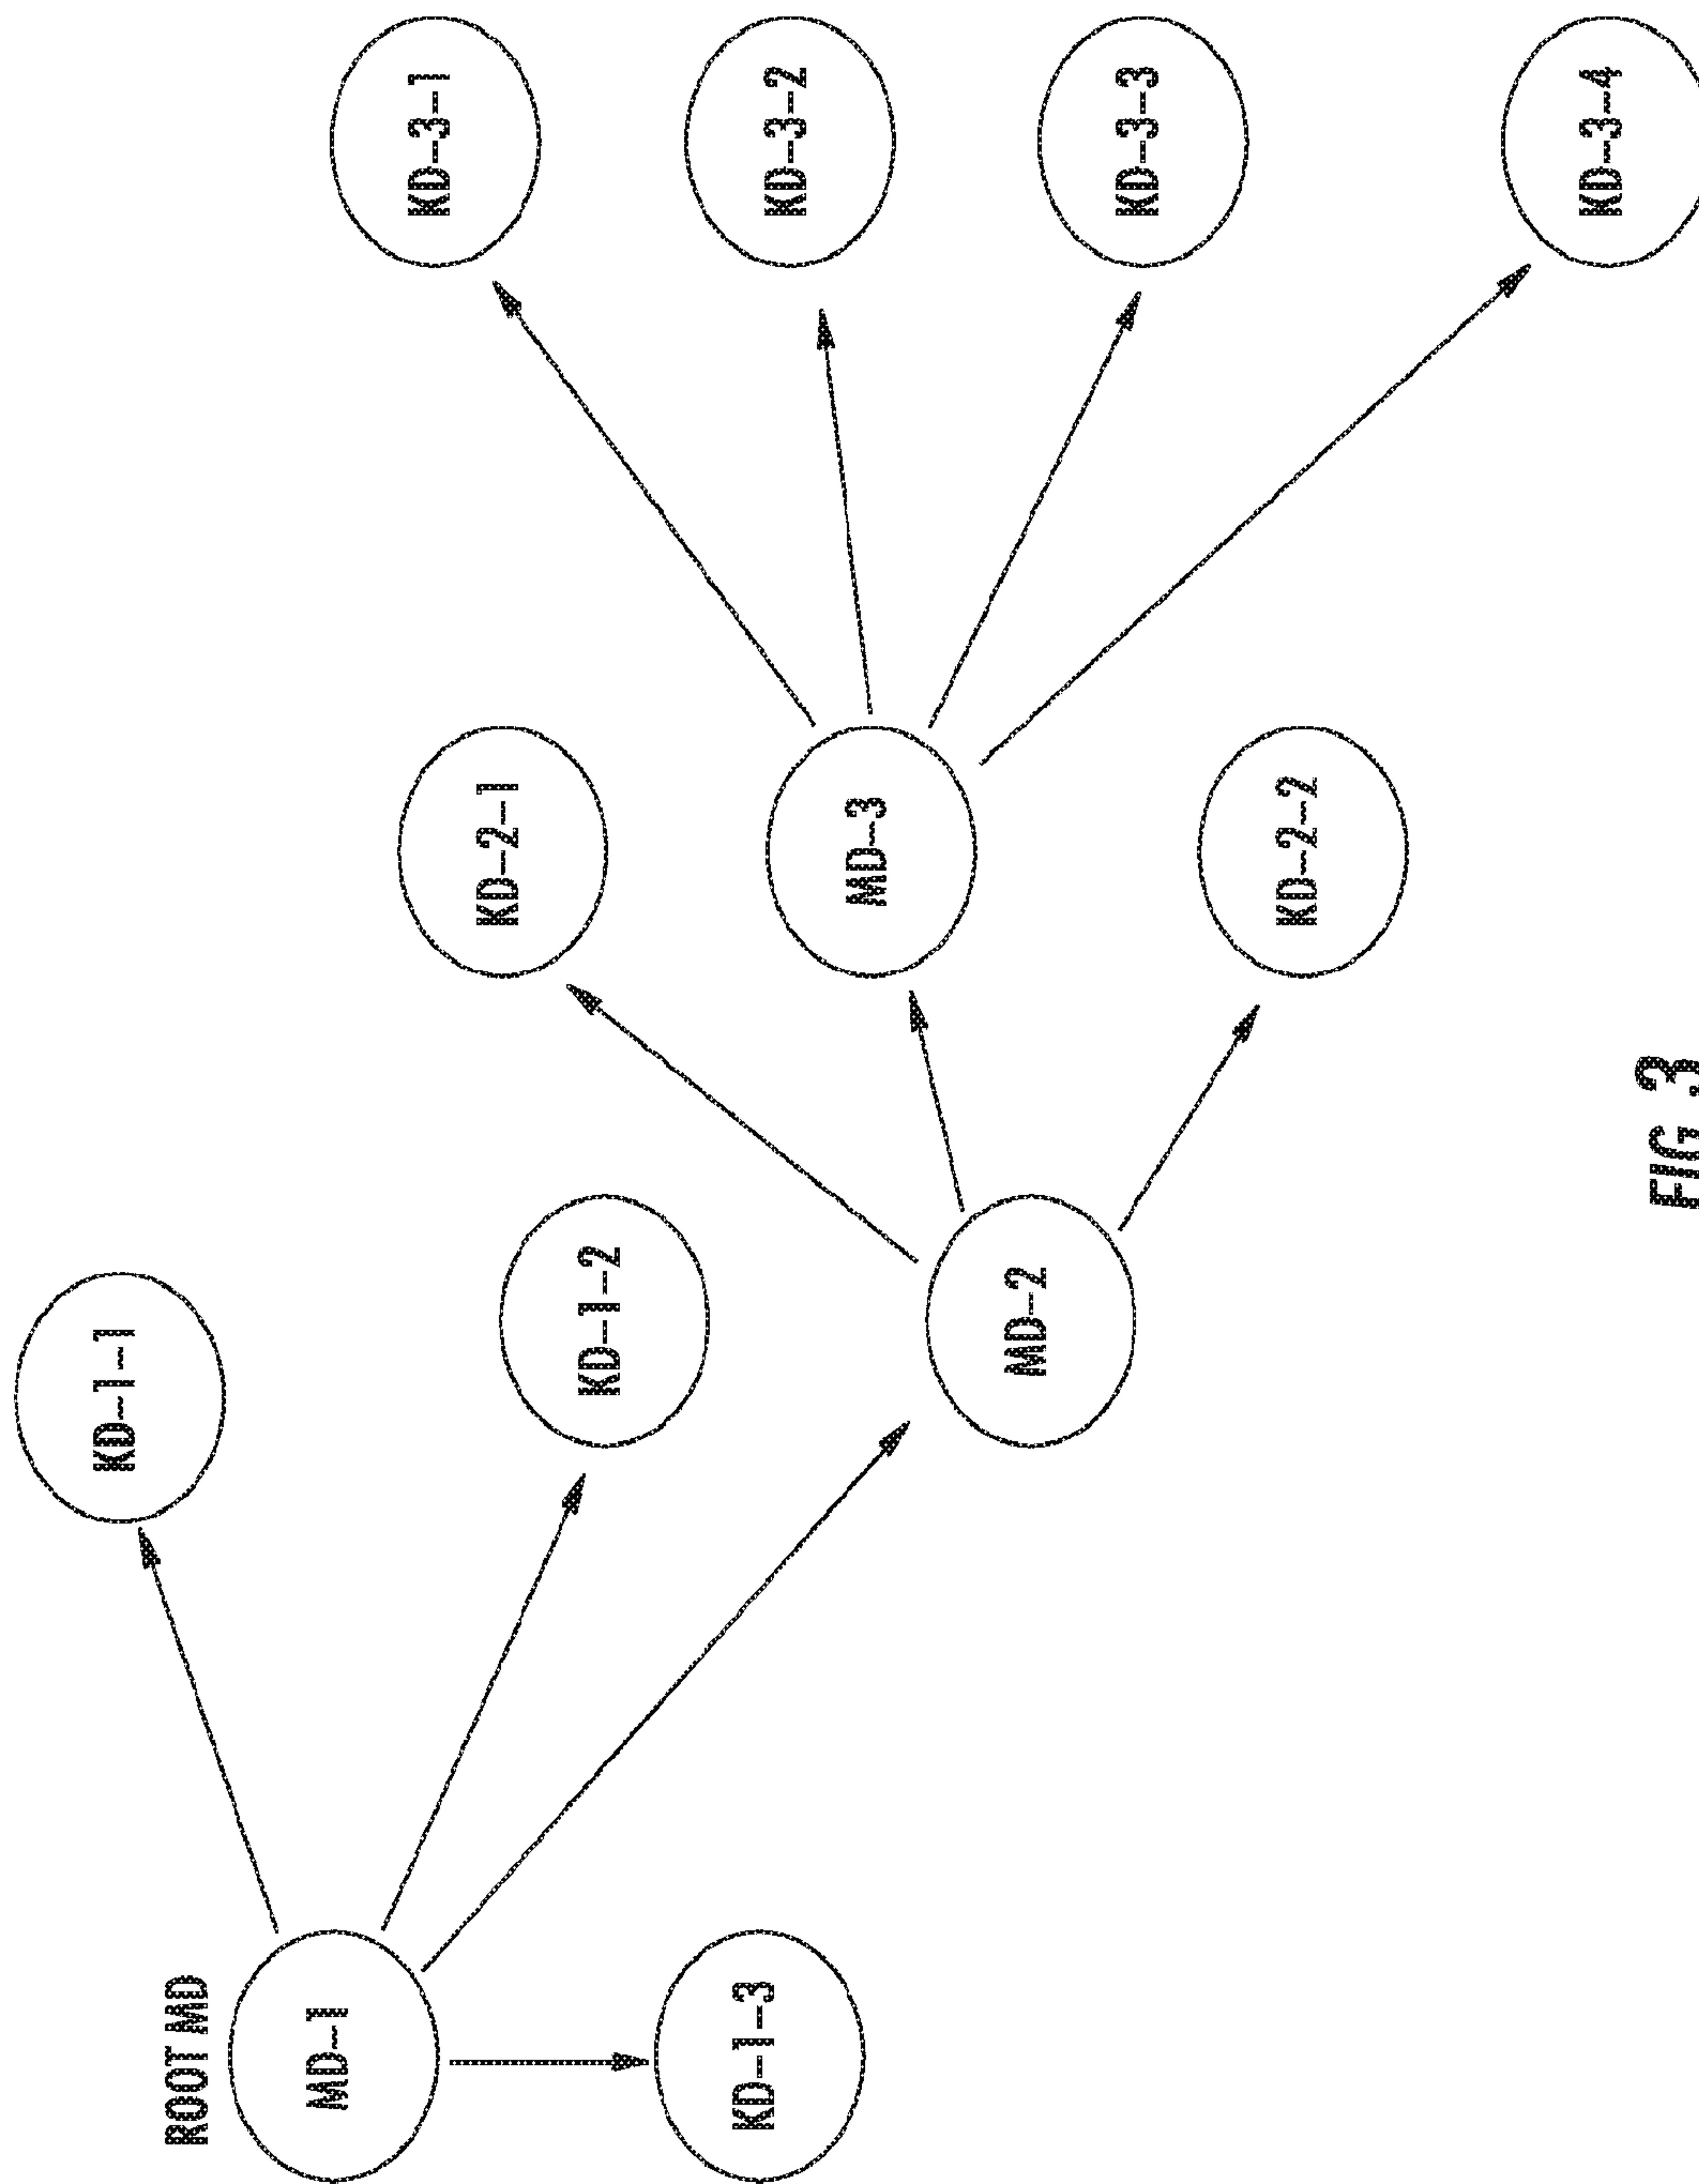 ROOT MD
MD-1
KD-1-3
KD-1-1
KD-1-2
MD-2
KD-2-1
MD-3
KD-2-2
KD-3-1
KD-3-2
KD-3-3
KD-3-4
FIG. 3